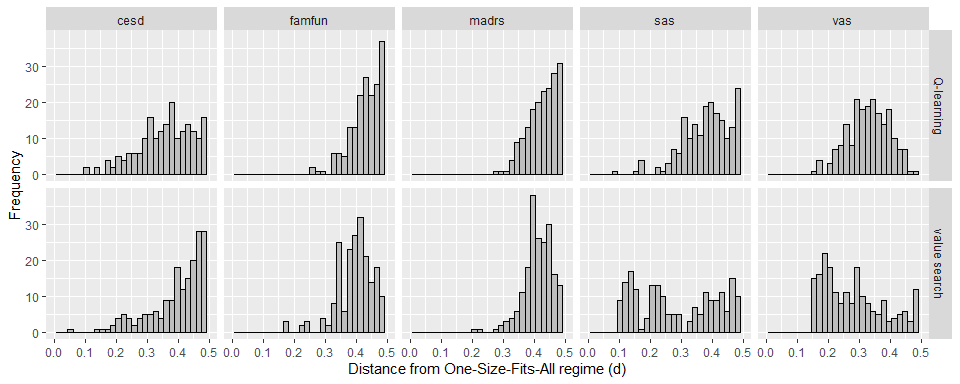 cesd famfun madrs sas vas
Frequency
30
20
10
0
Q-learning
30
20
10
0
value search
0.0 0.1 0.2 0.3 0.4 0.5 0.0 0.1 0.2 0.3 0.4 0.5 0.0 0.1 0.2 0.3 0.4 0.5 0.0 0.1 0.2 0.3 0.4 0.5 0.0 0.1 0.2 0.3 0.4 0.5
Distance from One-Size-Fits-All regime (d)